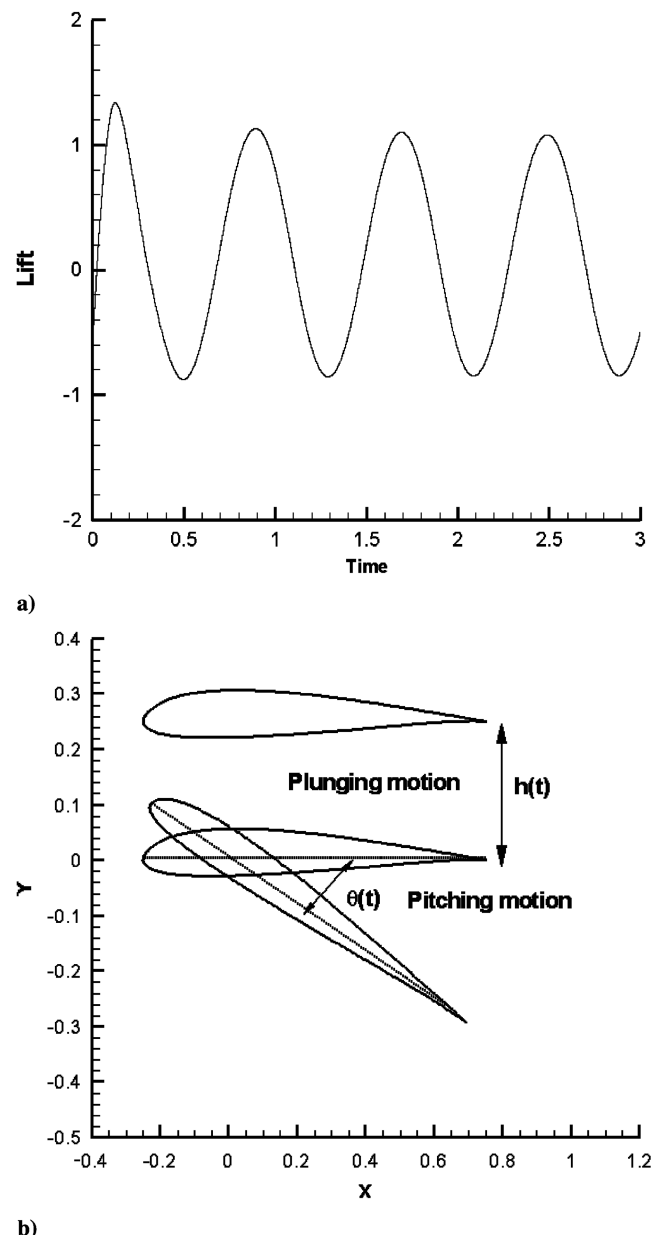 2
1
Lift
0
-1
-2
0 0.5 1 1.5 2 2.5 3
Time
a)
0.4
0.3
0.2
Plunging motion h(t)
0.1
0
Y
θ(t) Pitching motion
-0.1
-0.2
-0.3
-0.4
-0.5
-0.4 -0.2 0 0.2 0.4 0.6 0.8 1 1.2
X
b)